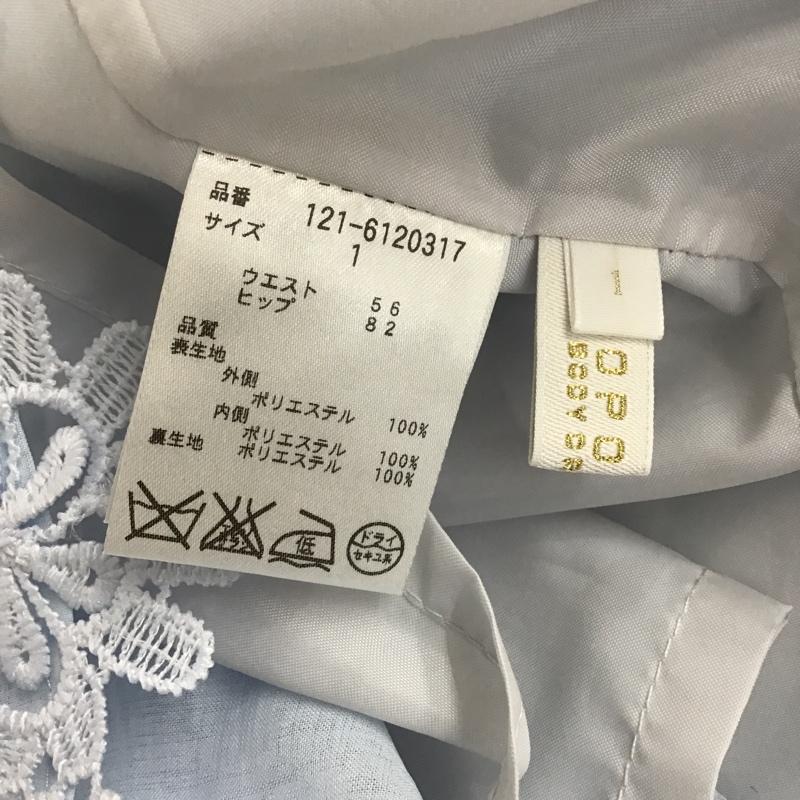 品番 121-6120317
サイズ 1
ウエスト 56
ヒップ 82
品質
表生地
外側
ポリエステル 100%
内側
ポリエステル 100%
裏生地 ポリエステル 100%
低
ドライ
セキユ系
1
OPO